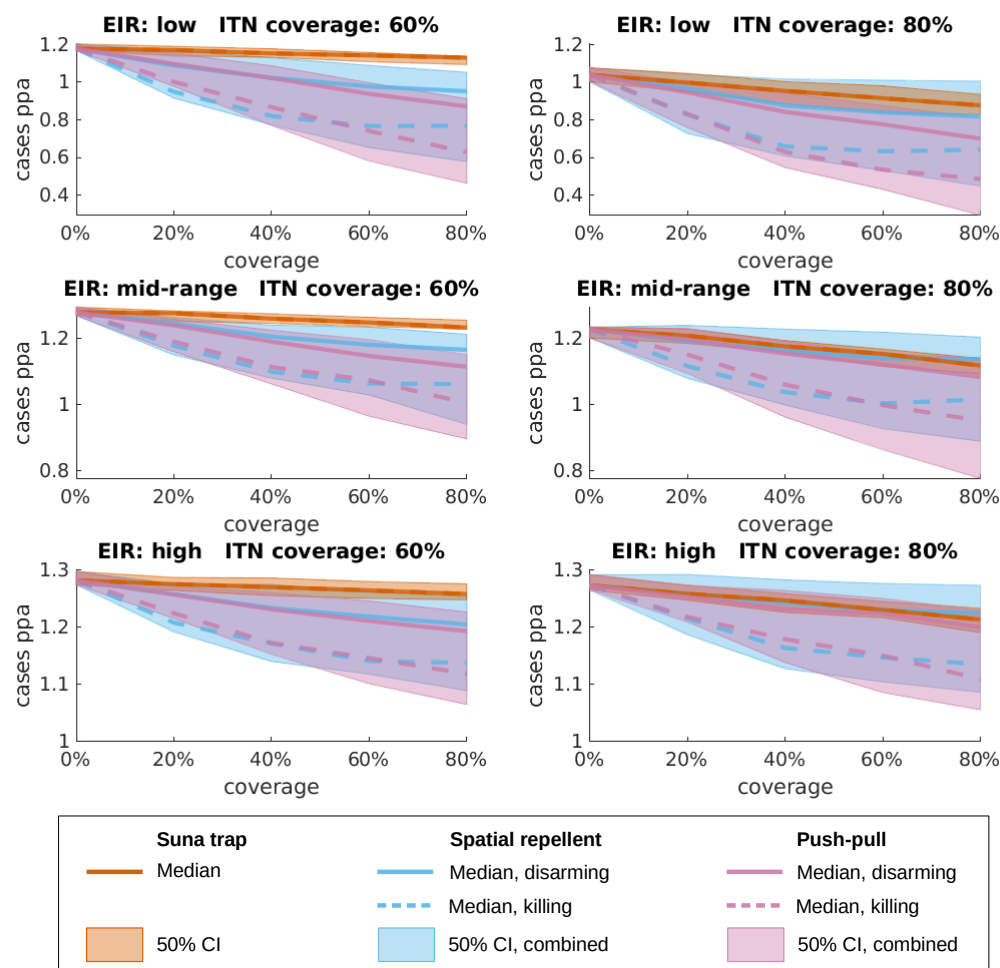 EIR: low ITN coverage: 60%
EIR: low ITN coverage: 80%
1.2
1
0.8
0.6
0.4
cases ppa
0% 20% 40% 60% 80%
coverage
1.2
1
0.8
0.6
0.4
cases ppa
0% 20% 40% 60% 80%
coverage
EIR: mid-range ITN coverage: 60%
EIR: mid-range ITN coverage: 80%
1.2
1
0.8
cases ppa
0% 20% 40% 60% 80%
coverage
1.2
1
0.8
cases ppa
0% 20% 40% 60% 80%
coverage
EIR: high ITN coverage: 60%
EIR: high ITN coverage: 80%
1.3
1.2
1.1
1
cases ppa
0% 20% 40% 60% 80%
coverage
1.3
1.2
1.1
1
cases ppa
0% 20% 40% 60% 80%
coverage
Suna trap
Median
50% CI
Spatial repellent
Median, disarming
Median, killing
50% CI, combined
Push-pull
Median, disarming
Median, killing
50% CI, combined